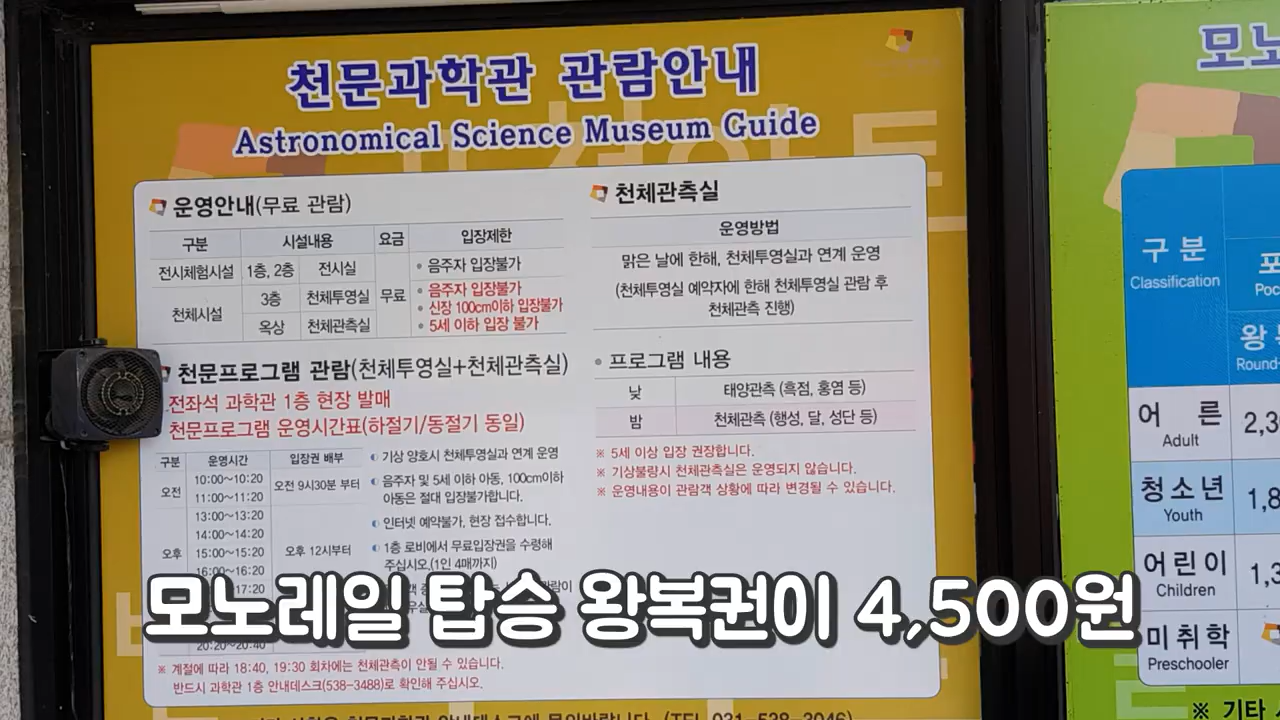 천문과학관 관람안내
Astronomical Science Museum Guide
운영안내(무료 관람)
구분 시설내용 요금 입장제한
전시체험시설 1층, 2층 전시실 무료 • 음주자 입장불가
천체시설 3층 천체투영실 • 음주자 입장불가
• 신장 100cm이하 입장불가
옥상 천체관측실 • 5세 이하 입장 불가
천문프로그램 관람(천체투영실+천체관측실)
전좌석 과학관 1층 현장 발매
천문프로그램 운영시간표(하절기/동절기 동일)
구분 운영시간 입장권 배부
오전 10:00~10:20 오전 9시30분 부터
11:00~11:20
오후 13:00~13:20 오후 12시부터
14:00~14:20
15:00~15:20
16:00~16:20
17:20
20:20~20:40
기상 양호시 천체투영실과 연계 운영
음주자 및 5세 이하 아동, 100cm이하
아동은 절대 입장불가합니다.
인터넷 예약불가, 현장 접수합니다.
1층 로비에서 무료입장권을 수령해
주십시오.(1인 4매까지)
※ 계절에 따라 18:40, 19:30 회차에는 천체관측이 안될 수 있습니다.
반드시 과학관 1층 안내데스크(538-3488)로 확인해 주십시오.
천체관측실
운영방법
맑은 날에 한해, 천체투영실과 연계 운영
(천체투영실 예약자에 한해 천체투영실 관람 후
천체관측 진행)
• 프로그램 내용
낮 태양관측 (흑점, 홍염 등)
밤 천체관측 (행성, 달, 성단 등)
※ 5세 이상 입장 권장합니다.
※ 기상불량시 천체관측실은 운영되지 않습니다.
※ 운영내용이 관람객 상황에 따라 변경될 수 있습니다.
모노레일 탑승 왕복권이 4,500원
모노
구 분
Classification
포
Poc
왕
Round-
어 른
Adult
2,3
청소년
Youth
1,8
어린이
Children
1,3
미취학
Preschooler
※ 기타